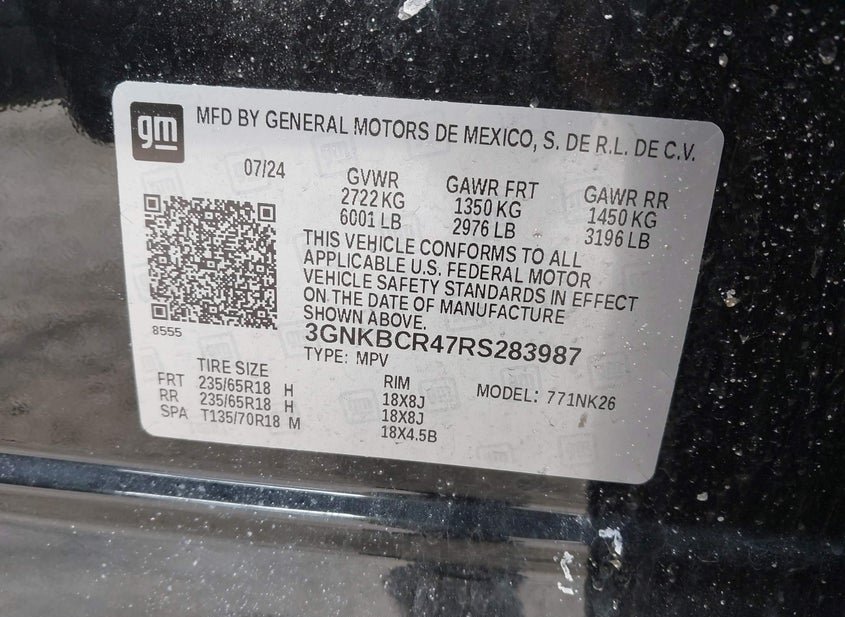 gm
MFD BY GENERAL MOTORS DE MEXICO, S. DE R.L. DE C.V.
07/24
GVWR GAWR FRT GAWR RR
2722 KG 1350 KG 1450 KG
6001 LB 2976 LB 3196 LB
THIS VEHICLE CONFORMS TO ALL
APPLICABLE U.S. FEDERAL MOTOR
VEHICLE SAFETY STANDARDS IN EFFECT
ON THE DATE OF MANUFACTURE
SHOWN ABOVE.
8555
3GNKBCR47RS283987
TYPE: MPV
TIRE SIZE RIM MODEL: 771NK26
FRT 235/65R18 H 18X8J
RR 235/65R18 H 18X8J
SPA T135/70R18 M 18X4.5B